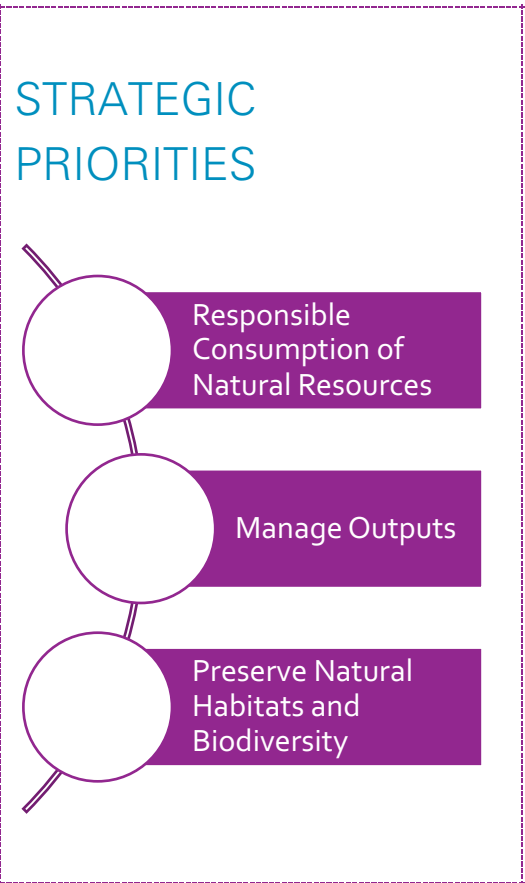 STRATEGIC
PRIORITIES
Responsible
Consumption of
Natural Resources
Manage Outputs
Preserve Natural
Habitats and
Biodiversity